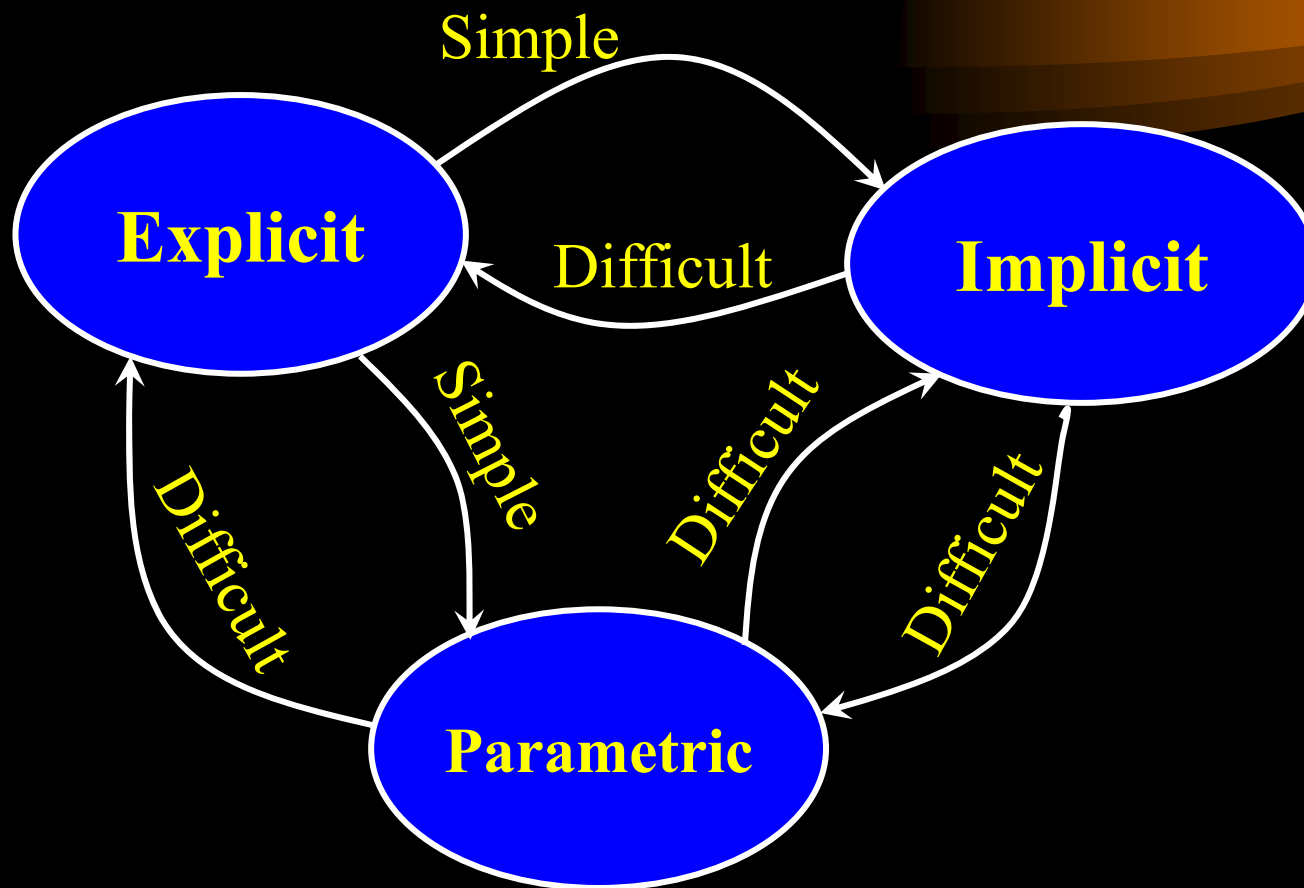 Simple
Explicit
Difficult
Implicit
Simple
Difficult
Difficult
Difficult
Parametric